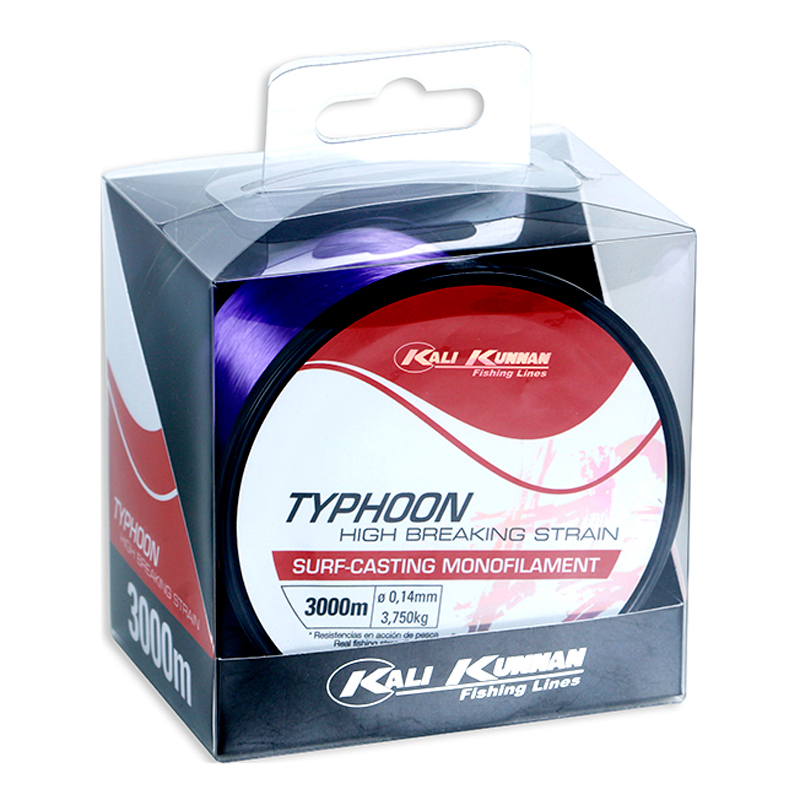 KALI KUNNAN
Fishing Lines
TYPHOON
HIGH BREAKING STRAIN
SURF-CASTING MONOFILAMENT
3000m
ø 0,14mm
3,750kg
* Resistencias en acción de pesca
Real fishing
KALI KUNNAN
Fishing Lines
TYPHOON
HIGH BREAKING STRAIN
3000m